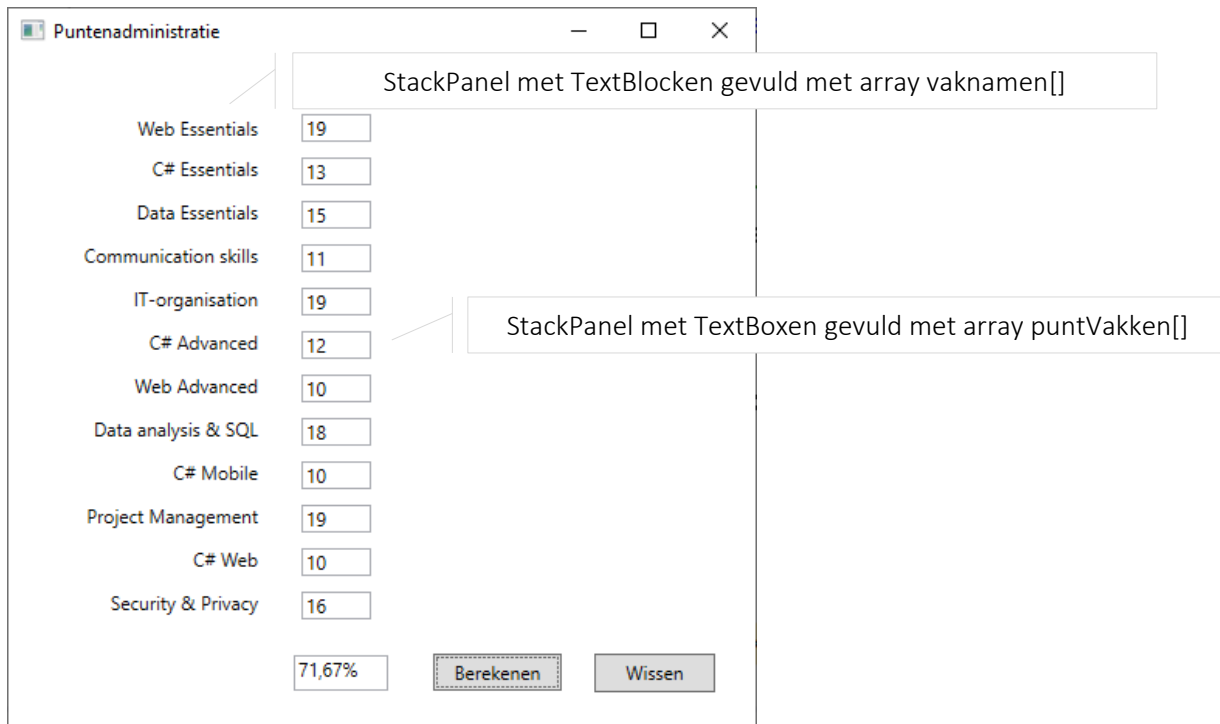 Puntenadministratie
StackPanel met TextBlocken gevuld met array vaknamen[]
Web Essentials 19
C# Essentials 13
Data Essentials 15
Communication skills 11
IT-organisation 19
StackPanel met TextBoxen gevuld met array puntVakken[]
C# Advanced 12
Web Advanced 10
Data analysis & SQL 18
C# Mobile 10
Project Management 19
C# Web 10
Security & Privacy 16
71,67% Berekenen Wissen